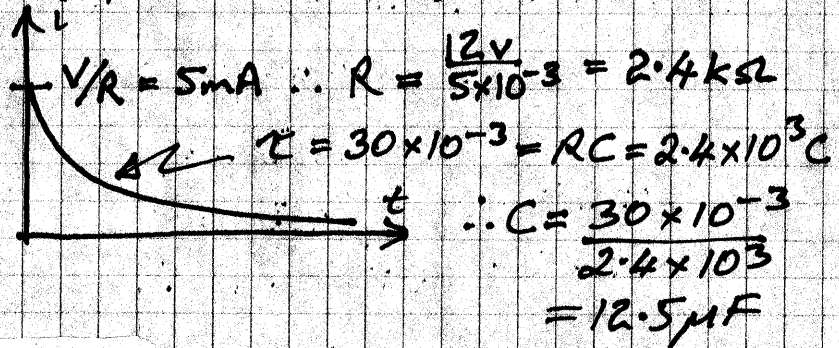 i
V/R = 5mA ∴ R = 12v / 5×10⁻³ = 2.4kΩ
τ = 30×10⁻³ = RC = 2.4×10³C
t
∴ C = 30×10⁻³ / 2.4×10³
= 12.5μF